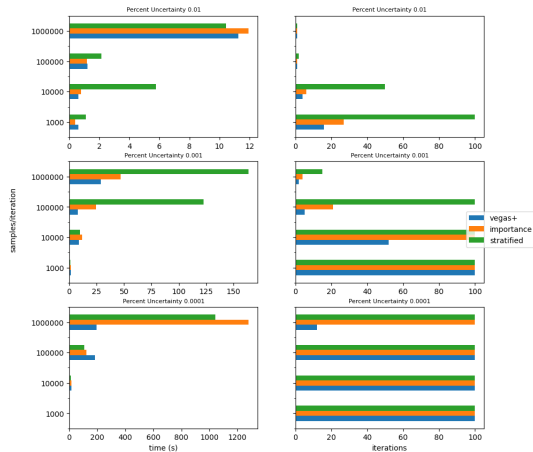 Percent Uncertainty 0.01
Percent Uncertainty 0.01
1000000
100000
10000
1000
0 2 4 6 8 10 12
0 20 40 60 80 100
Percent Uncertainty 0.001
Percent Uncertainty 0.001
samples/iteration
1000000
100000
10000
1000
vegas+
importance
stratified
0 25 50 75 100 125 150
0 20 40 60 80 100
Percent Uncertainty 0.0001
Percent Uncertainty 0.0001
1000000
100000
10000
1000
0 200 400 600 800 1000 1200
0 20 40 60 80 100
time (s)
iterations